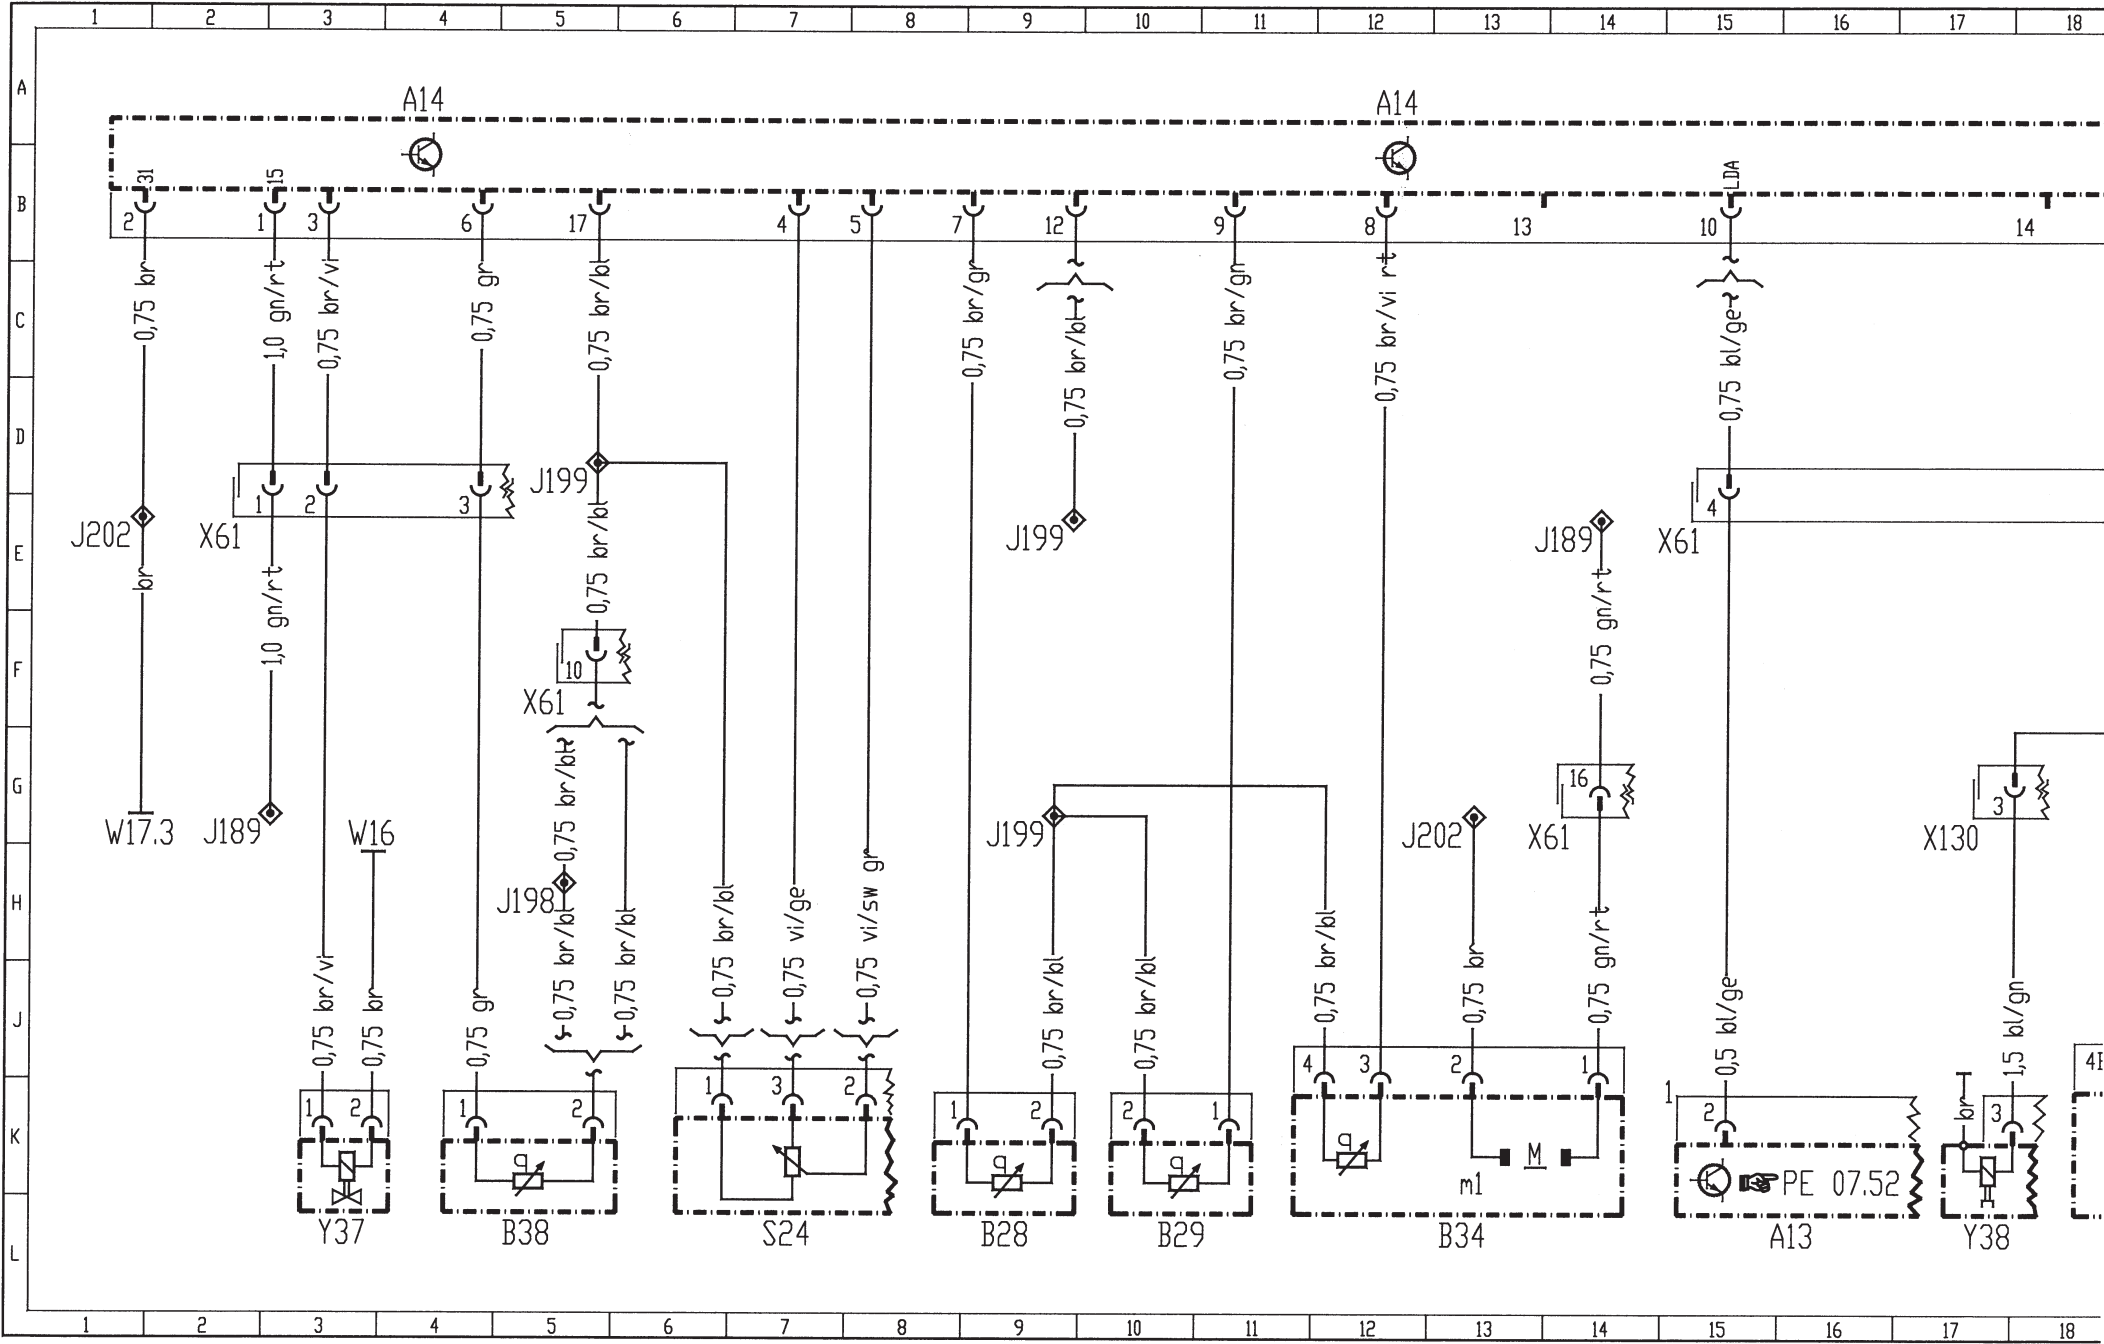 1 2 3 4 5 6 7 8 9 10 11 12 13 14 15 16 17 18
A
A14 A14
31 15 LDA
B
2 1 3 6 17 4 5 7 12 9 8 13 10 14
0,75 br
1,0 gn/rt
0,75 br/vi
0,75 gr
0,75 br/bl
0,75 br/gr
0,75 br/bl
0,75 br/gn
0,75 br/vi rt
0,75 bl/ge
C
D
J199
1 2 3 4
J202 X61 J199 J189 X61
E
br
1,0 gn/rt
0,75 br/bl
0,75 gn/rt
F
10
X61
G
0,75 br/bl
16
3
W17.3 J189 W16 J199 J202 X61 X130
H
J198
0,75 br/vi
0,75 br
0,75 gr
0,75 br/bl
0,75 br/bl
0,75 br/bl
0,75 vi/ge
0,75 vi/sw gr
0,75 br/bl
0,75 br/bl
0,75 br/bl
0,75 br
0,75 gn/rt
0,5 bl/ge
1,5 bl/gn
J
4 3 2 1
1 2 1 2 1 3 2 1 2 2 1 1 2 br 3
K
q q q q
M
m1
PE 07.52
Y37 B38 S24 B28 B29 B34 A13 Y38
L
1 2 3 4 5 6 7 8 9 10 11 12 13 14 15 16 17 18